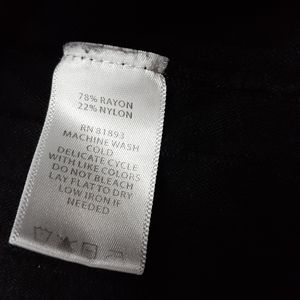 78% RAYON
22% NYLON
RN 81893
MACHINE WASH
COLD
DELICATE CYCLE
WITH LIKE COLORS
DO NOT BLEACH
LAY FLAT TO DRY
LOW IRON IF
NEEDED